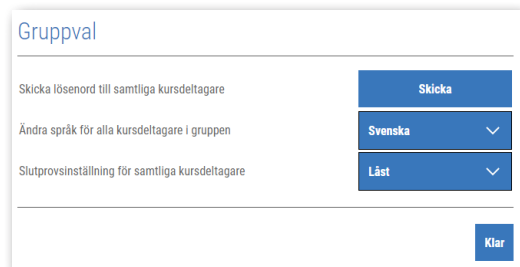 Gruppval
Skicka lösenord till samtliga kursdeltagare Skicka
Ändra språk för alla kursdeltagare i gruppen Svenska
Slutprovsinställning för samtliga kursdeltagare Låst
Klar